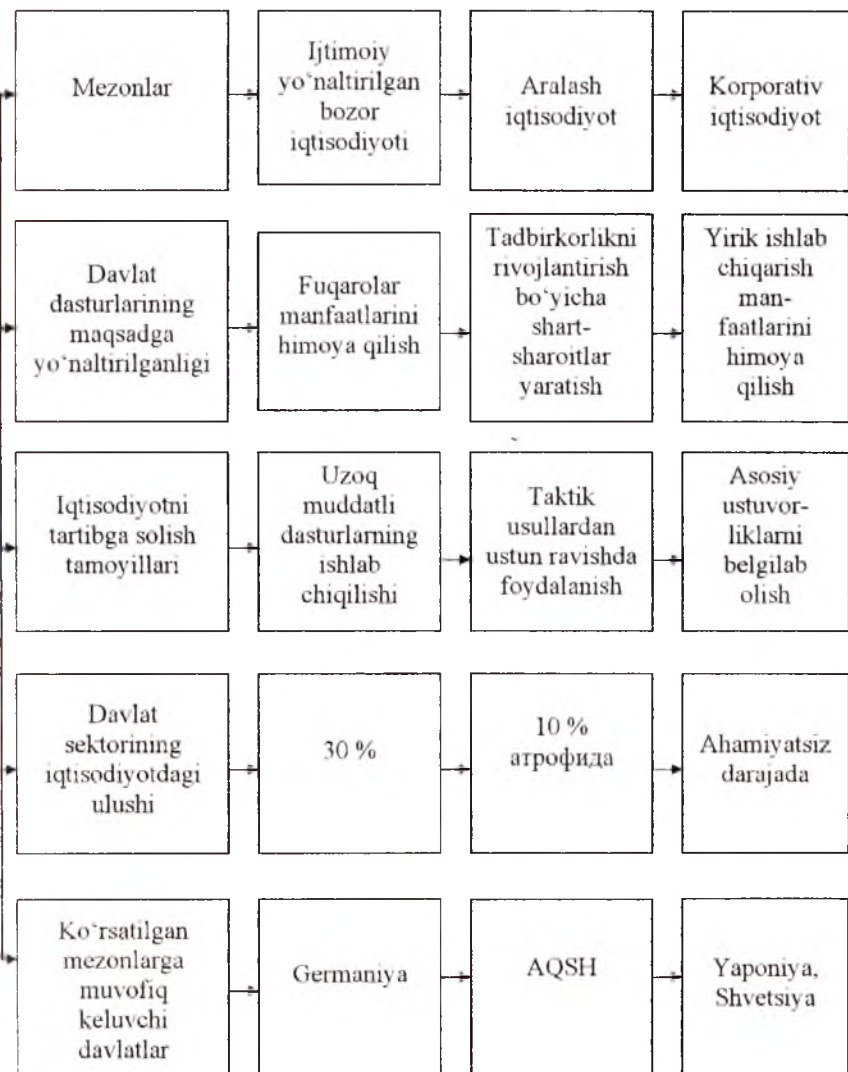 Mezonlar
Ijtimoiy
yo‘naltirilgan
bozor
iqtisodiyoti
Aralash
iqtisodiyot
Korporativ
iqtisodiyot
Davlat
dasturlarining
maqsadga
yo‘naltirilganligi
Fuqarolar
manfaatlarini
himoya qilish
Tadbirkorlikni
rivojlantirish
bo‘yicha
shart-
sharoitlar
yaratish
Yirik ishlab
chiqarish
man-
faatlarini
himoya
qilish
Iqtisodiyotni
tartibga solish
tamoyillari
Uzoq
muddatli
dasturlarning
ishlab
chiqilishi
Taktik
usullardan
ustun ravishda
foydalanish
Asosiy
ustuvor-
liklarni
belgilab
olish
Davlat
sektorining
iqtisodiyotdagi
ulushi
30 %
10 %
атрофида
Ahamiyatsiz
darajada
Ko‘rsatilgan
mezonlarga
muvofiq
keluvchi
davlatlar
Germaniya
AQSH
Yaponiya,
Shvetsiya